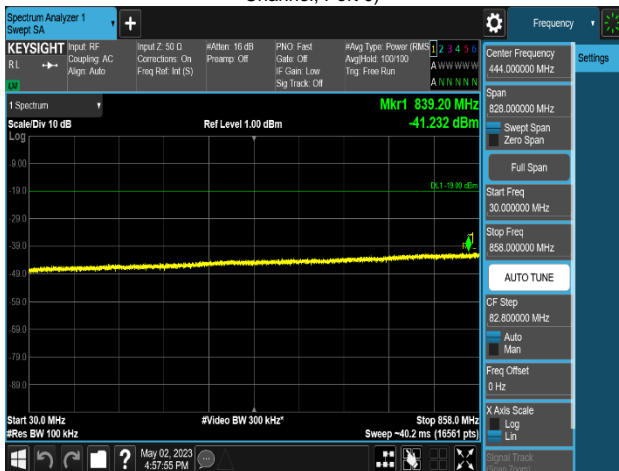 Channel, Port 0)
Spectrum Analyzer 1
Swept SA
+
Frequency
KEYSIGHT
RL
Input: RF
Coupling: AC
Align: Auto
Input Z: 50 Ω
Corrections: On
Freq Ref: Int (S)
#Atten: 16 dB
Preamp: Off
PNO: Fast
Gate: Off
IF Gain: Low
Sig Track: Off
#Avg Type: Power (RMS
Avg|Hold: 100/100
Trig: Free Run
1 2 3 4 5 6
A W W W W W
A N N N N N
1 Spectrum
Scale/Div 10 dB
Log
Ref Level 1.00 dBm
Mkr1 839.20 MHz
-41.232 dBm
DL1 -19.00 dBm
-9.00
-19.0
-29.0
-39.0
-49.0
-59.0
-69.0
-79.0
-89.0
Start 30.0 MHz
#Res BW 100 kHz
#Video BW 300 kHz*
Stop 858.0 MHz
Sweep ~40.2 ms (16561 pts)
May 02, 2023
4:57:55 PM
Settings
Center Frequency
444.000000 MHz
Span
828.000000 MHz
Swept Span
Zero Span
Full Span
Start Freq
30.000000 MHz
Stop Freq
858.000000 MHz
AUTO TUNE
CF Step
82.800000 MHz
Auto
Man
Freq Offset
0 Hz
X Axis Scale
Log
Lin
Signal Track
(Span Zoom)